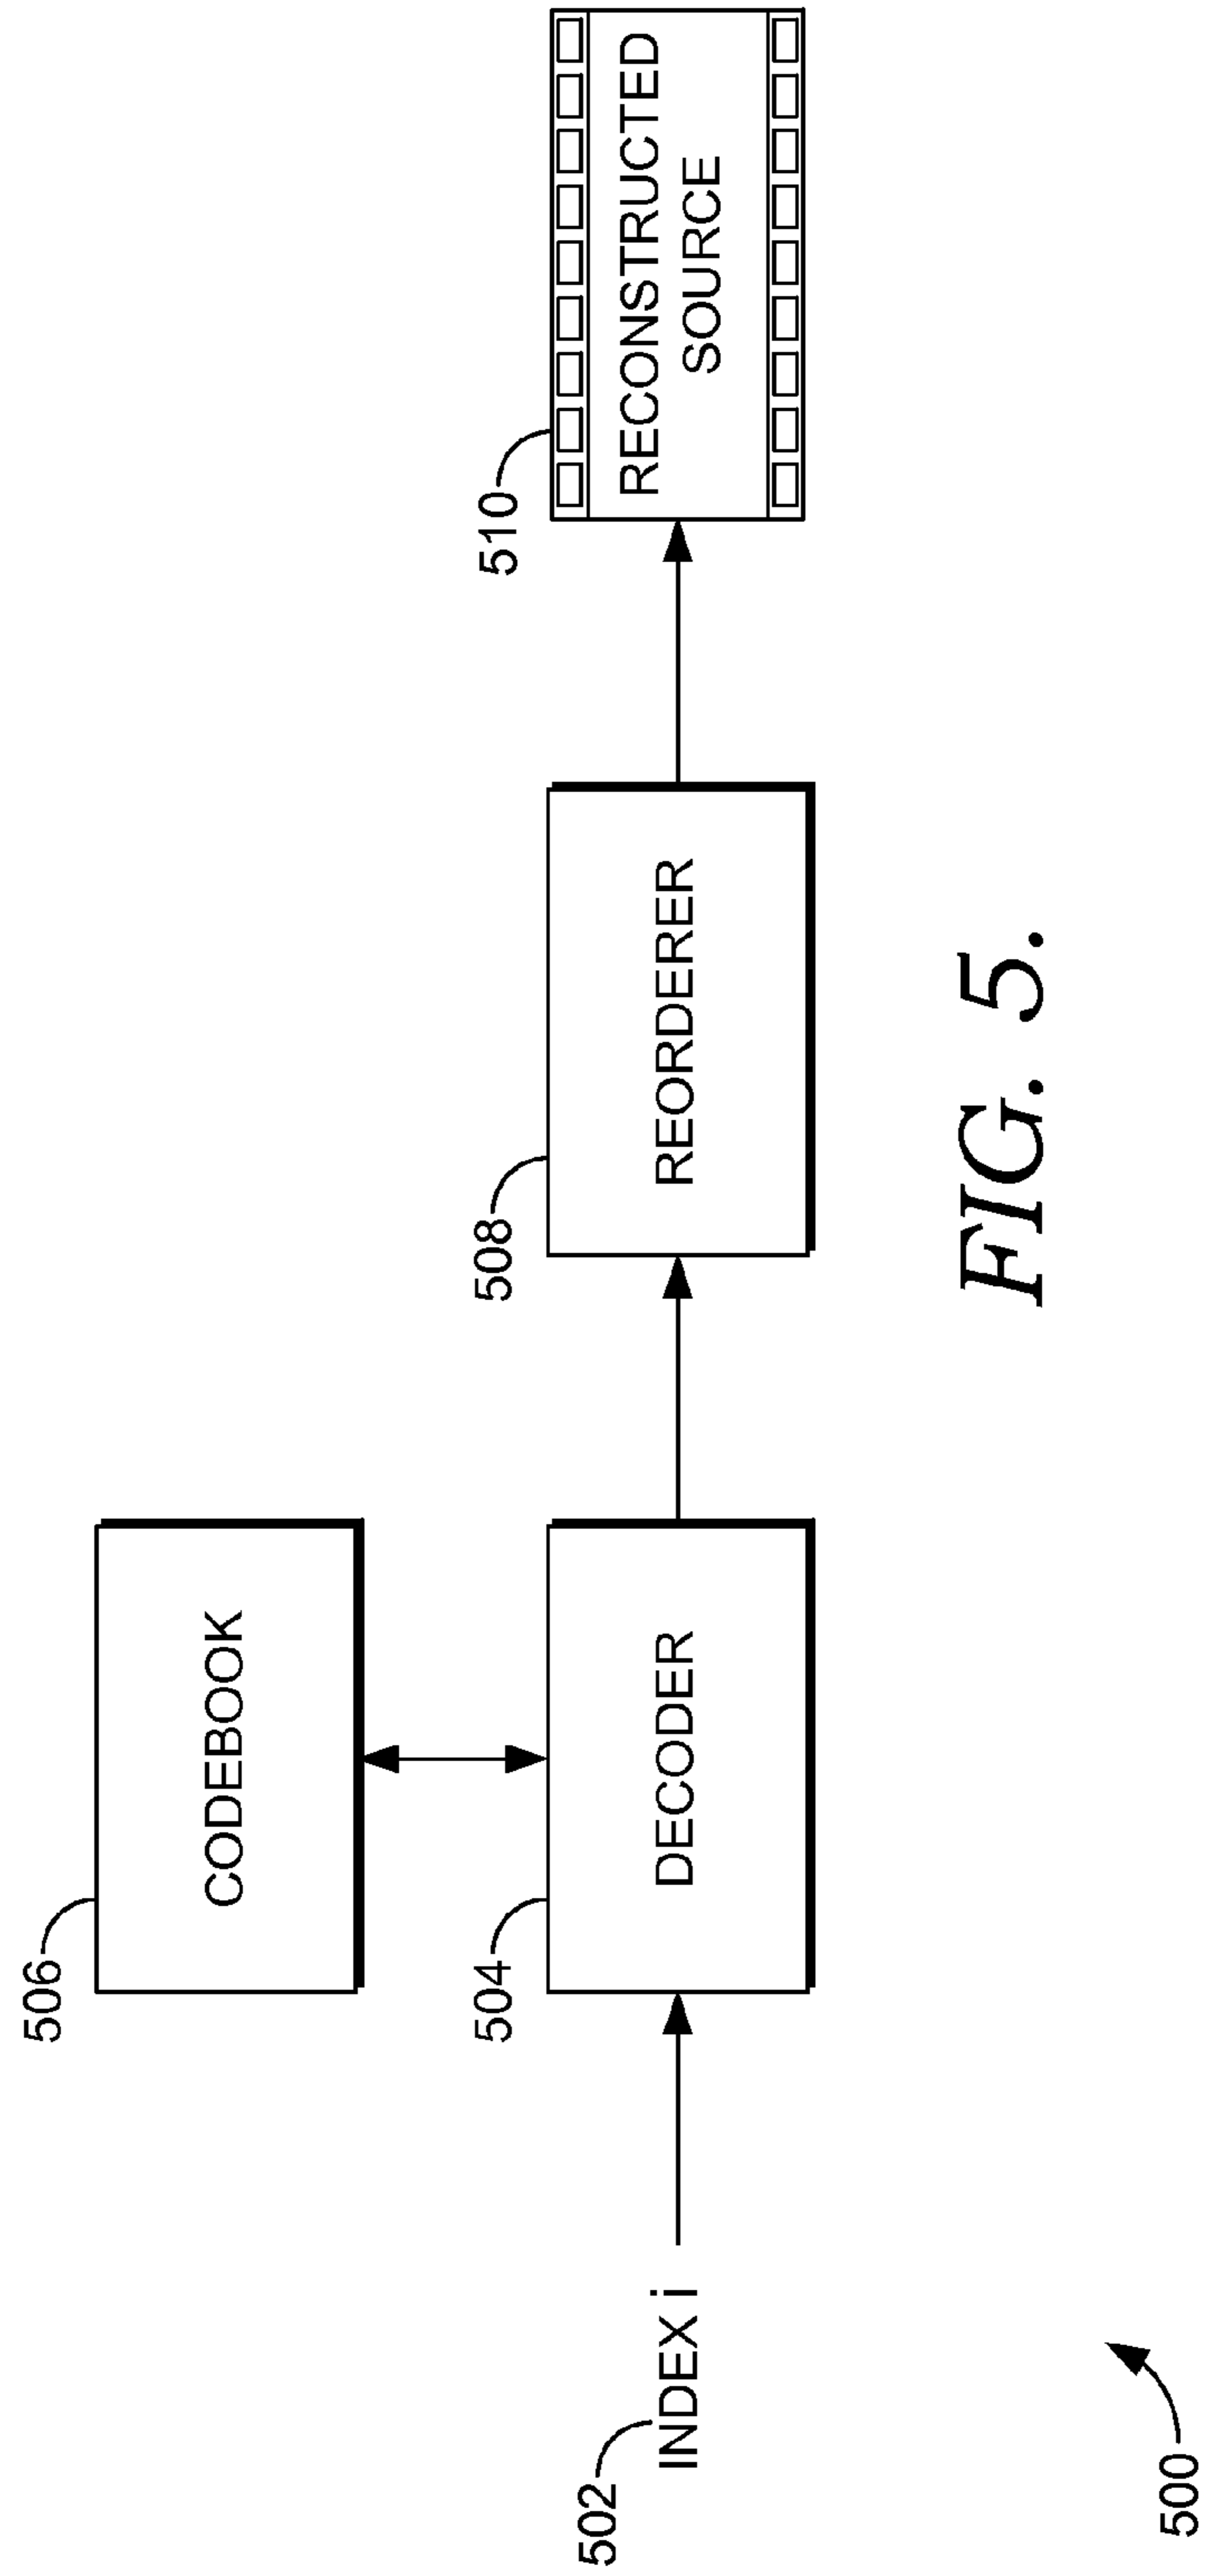 506
CODEBOOK
502
INDEX i
504
DECODER
508
REORDERER
510
RECONSTRUCTED
SOURCE
500
FIG. 5.